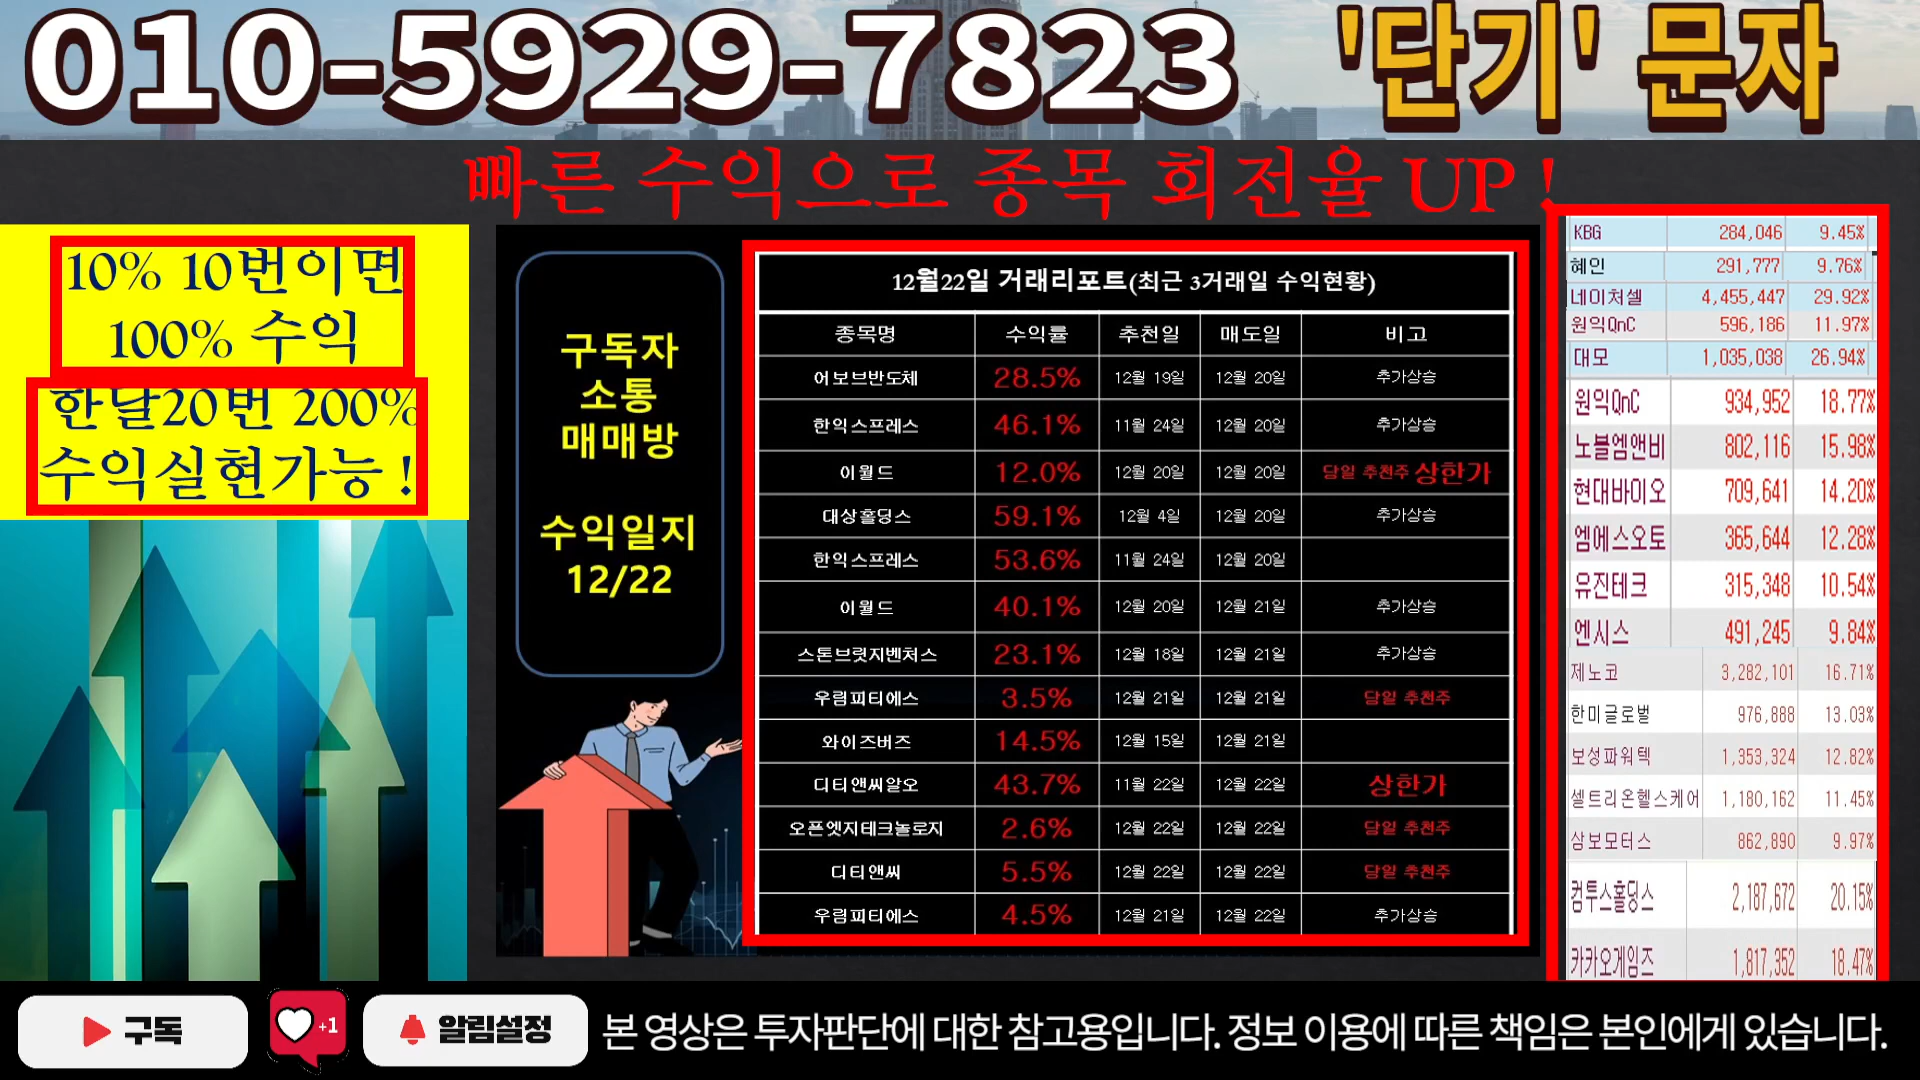 010-5929-7823 '단기' 문자
빠른 수익으로 종목 회전율 UP !
10% 10번이면
100% 수익
한달20번 200%
수익실현가능 !
구독자
소통
매매방
수익일지
12/22
12월22일 거래리포트(최근 3거래일 수익현황)
종목명 수익률 추천일 매도일 비고
어보브반도체 28.5% 12월 19일 12월 20일 추가상승
한익스프레스 46.1% 11월 24일 12월 20일 추가상승
이월드 12.0% 12월 20일 12월 20일 당일 추천주 상한가
대상홀딩스 59.1% 12월 4일 12월 20일 추가상승
한익스프레스 53.6% 11월 24일 12월 20일
이월드 40.1% 12월 20일 12월 21일 추가상승
스톤브릿지벤처스 23.1% 12월 18일 12월 21일 추가상승
우림피티에스 3.5% 12월 21일 12월 21일 당일 추천주
와이즈버즈 14.5% 12월 15일 12월 21일
디티앤씨알오 43.7% 11월 22일 12월 22일 상한가
오픈엣지테크놀로지 2.6% 12월 22일 12월 22일 당일 추천주
디티앤씨 5.5% 12월 22일 12월 22일 당일 추천주
우림피티에스 4.5% 12월 21일 12월 22일 추가상승
KBG 284,046 9.45%
혜인 291,777 9.76%
네이처셀 4,455,447 29.92%
원익QnC 596,186 11.97%
대모 1,035,038 26.94%
원익QnC 934,952 18.77%
노블엠앤비 802,116 15.98%
현대바이오 709,641 14.20%
엠에스오토 365,644 12.28%
유진테크 315,348 10.54%
엔시스 491,245 9.84%
제노코 3,282,101 16.71%
한미글로벌 976,888 13.03%
보성파워텍 1,353,324 12.82%
셀트리온헬스케어 1,180,162 11.45%
상보모터스 862,890 9.97%
컴투스홀딩스 2,187,672 20.15%
카카오게임즈 1,817,352 18.47%
구독 +1 알림설정 본 영상은 투자판단에 대한 참고용입니다. 정보 이용에 따른 책임은 본인에게 있습니다.